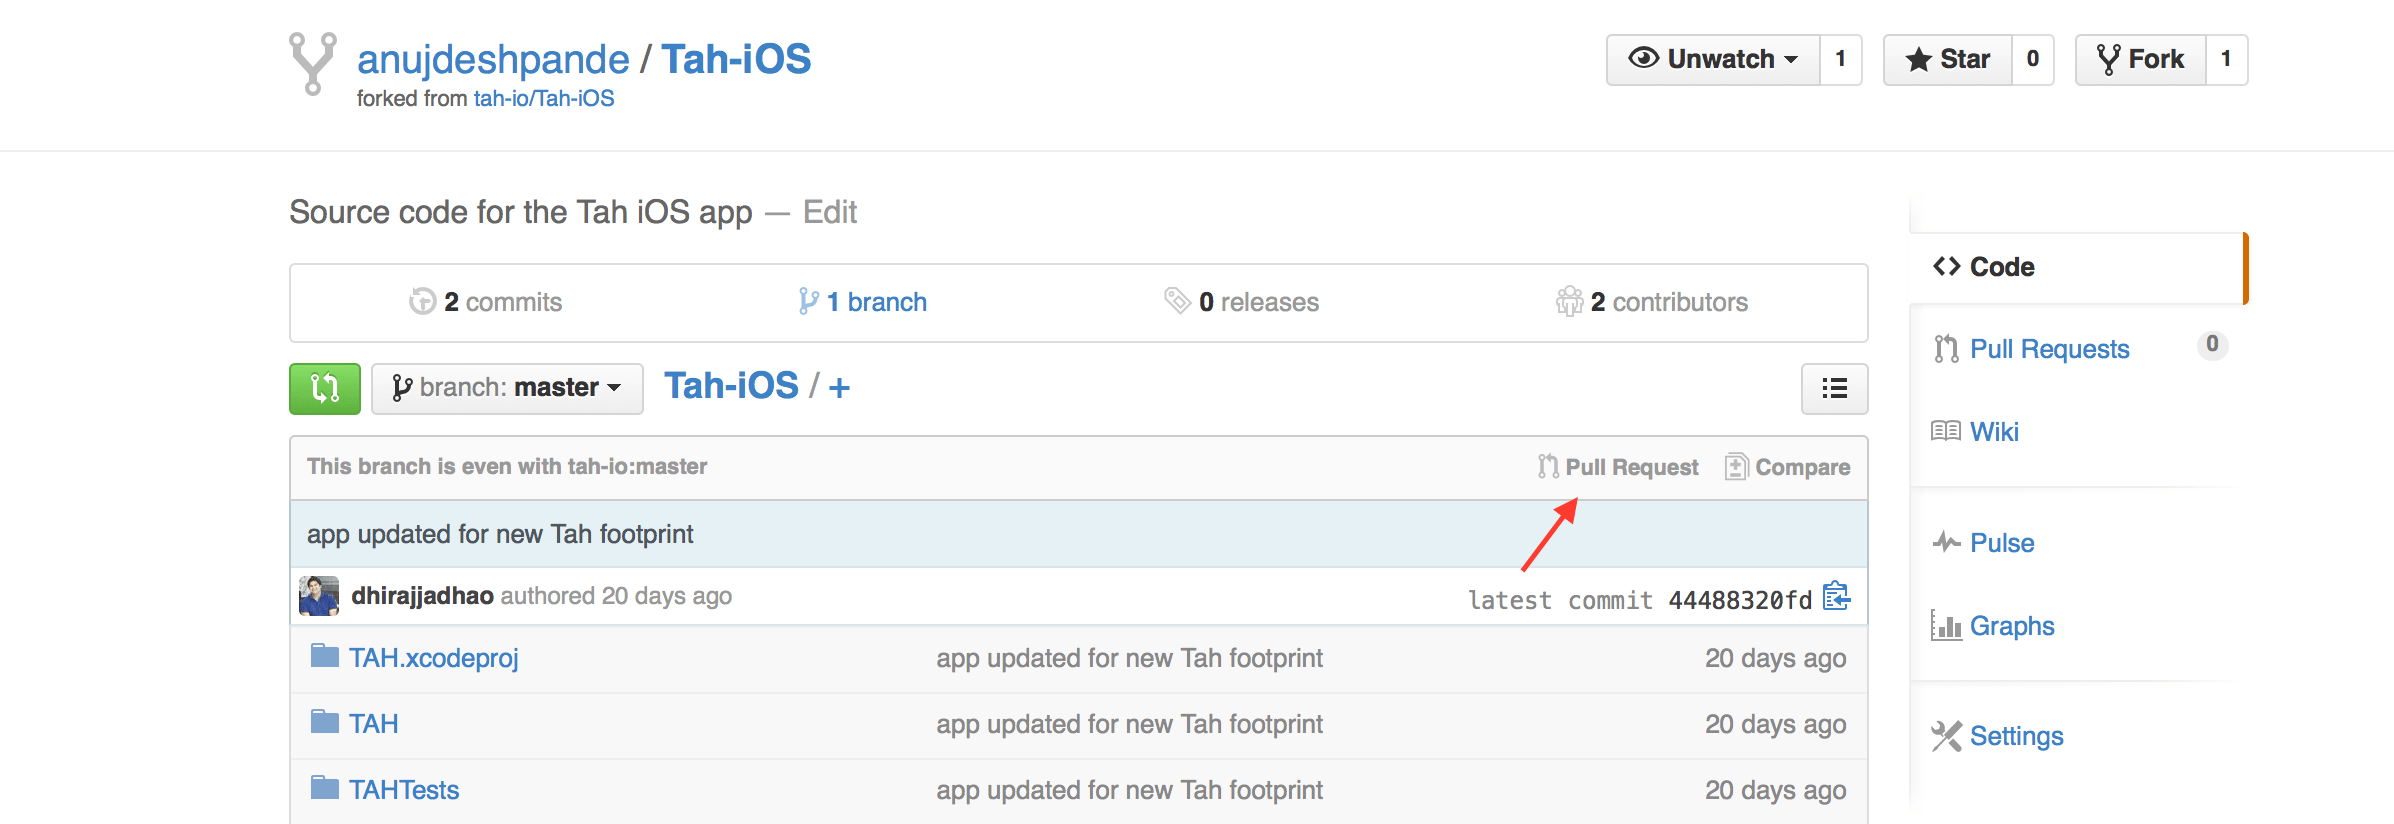 anujdeshpande / Tah-iOS
forked from tah-io/Tah-iOS
Unwatch 1
Star 0
Fork 1
Source code for the Tah iOS app — Edit
2 commits
1 branch
0 releases
2 contributors
branch: master
Tah-iOS / +
This branch is even with tah-io:master
Pull Request
Compare
app updated for new Tah footprint
dhirajjadhao authored 20 days ago
latest commit 44488320fd
TAH.xcodeproj app updated for new Tah footprint 20 days ago
TAH app updated for new Tah footprint 20 days ago
TAHTests app updated for new Tah footprint 20 days ago
Code
Pull Requests 0
Wiki
Pulse
Graphs
Settings